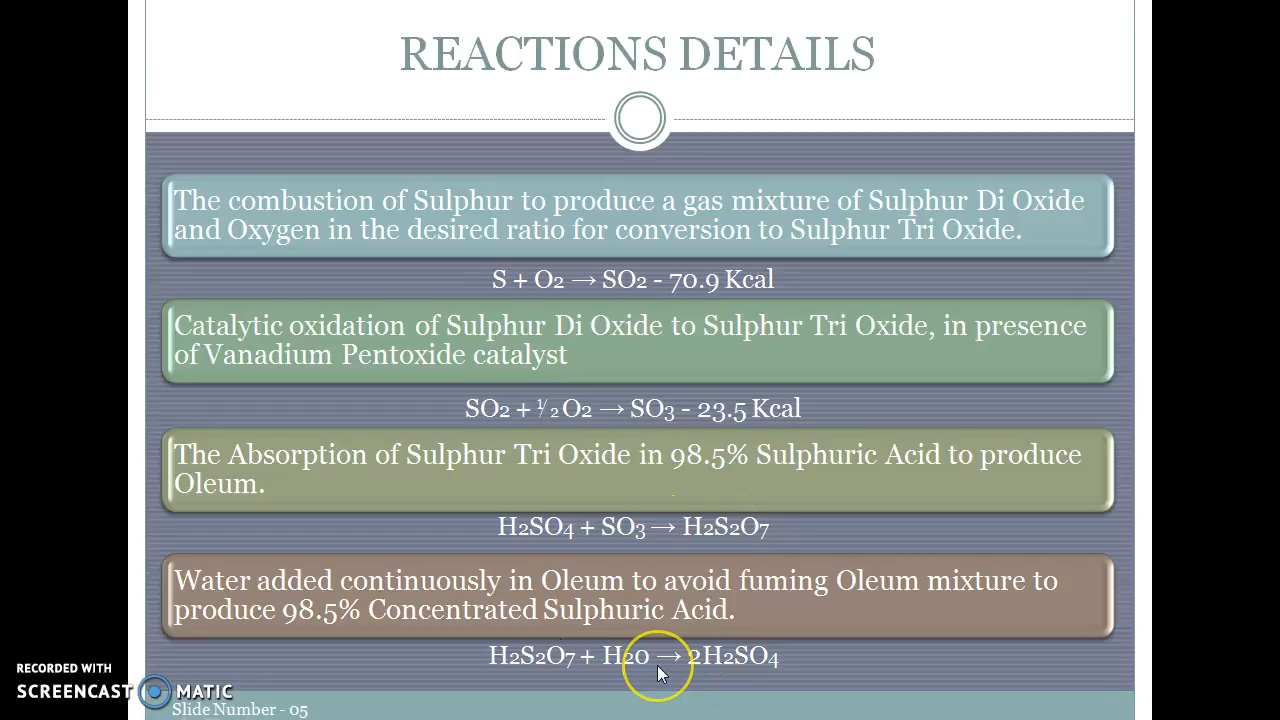 REACTIONS DETAILS
The combustion of Sulphur to produce a gas mixture of Sulphur Di Oxide
and Oxygen in the desired ratio for conversion to Sulphur Tri Oxide.
S + O2 → SO2 - 70.9 Kcal
Catalytic oxidation of Sulphur Di Oxide to Sulphur Tri Oxide, in presence
of Vanadium Pentoxide catalyst
SO2 + 1/2 O2 → SO3 - 23.5 Kcal
The Absorption of Sulphur Tri Oxide in 98.5% Sulphuric Acid to produce
Oleum.
H2SO4 + SO3 → H2S2O7
Water added continuously in Oleum to avoid fuming Oleum mixture to
produce 98.5% Concentrated Sulphuric Acid.
H2S2O7 + H20 → 2H2SO4
RECORDED WITH
SCREENCAST MATIC
Slide Number - 05